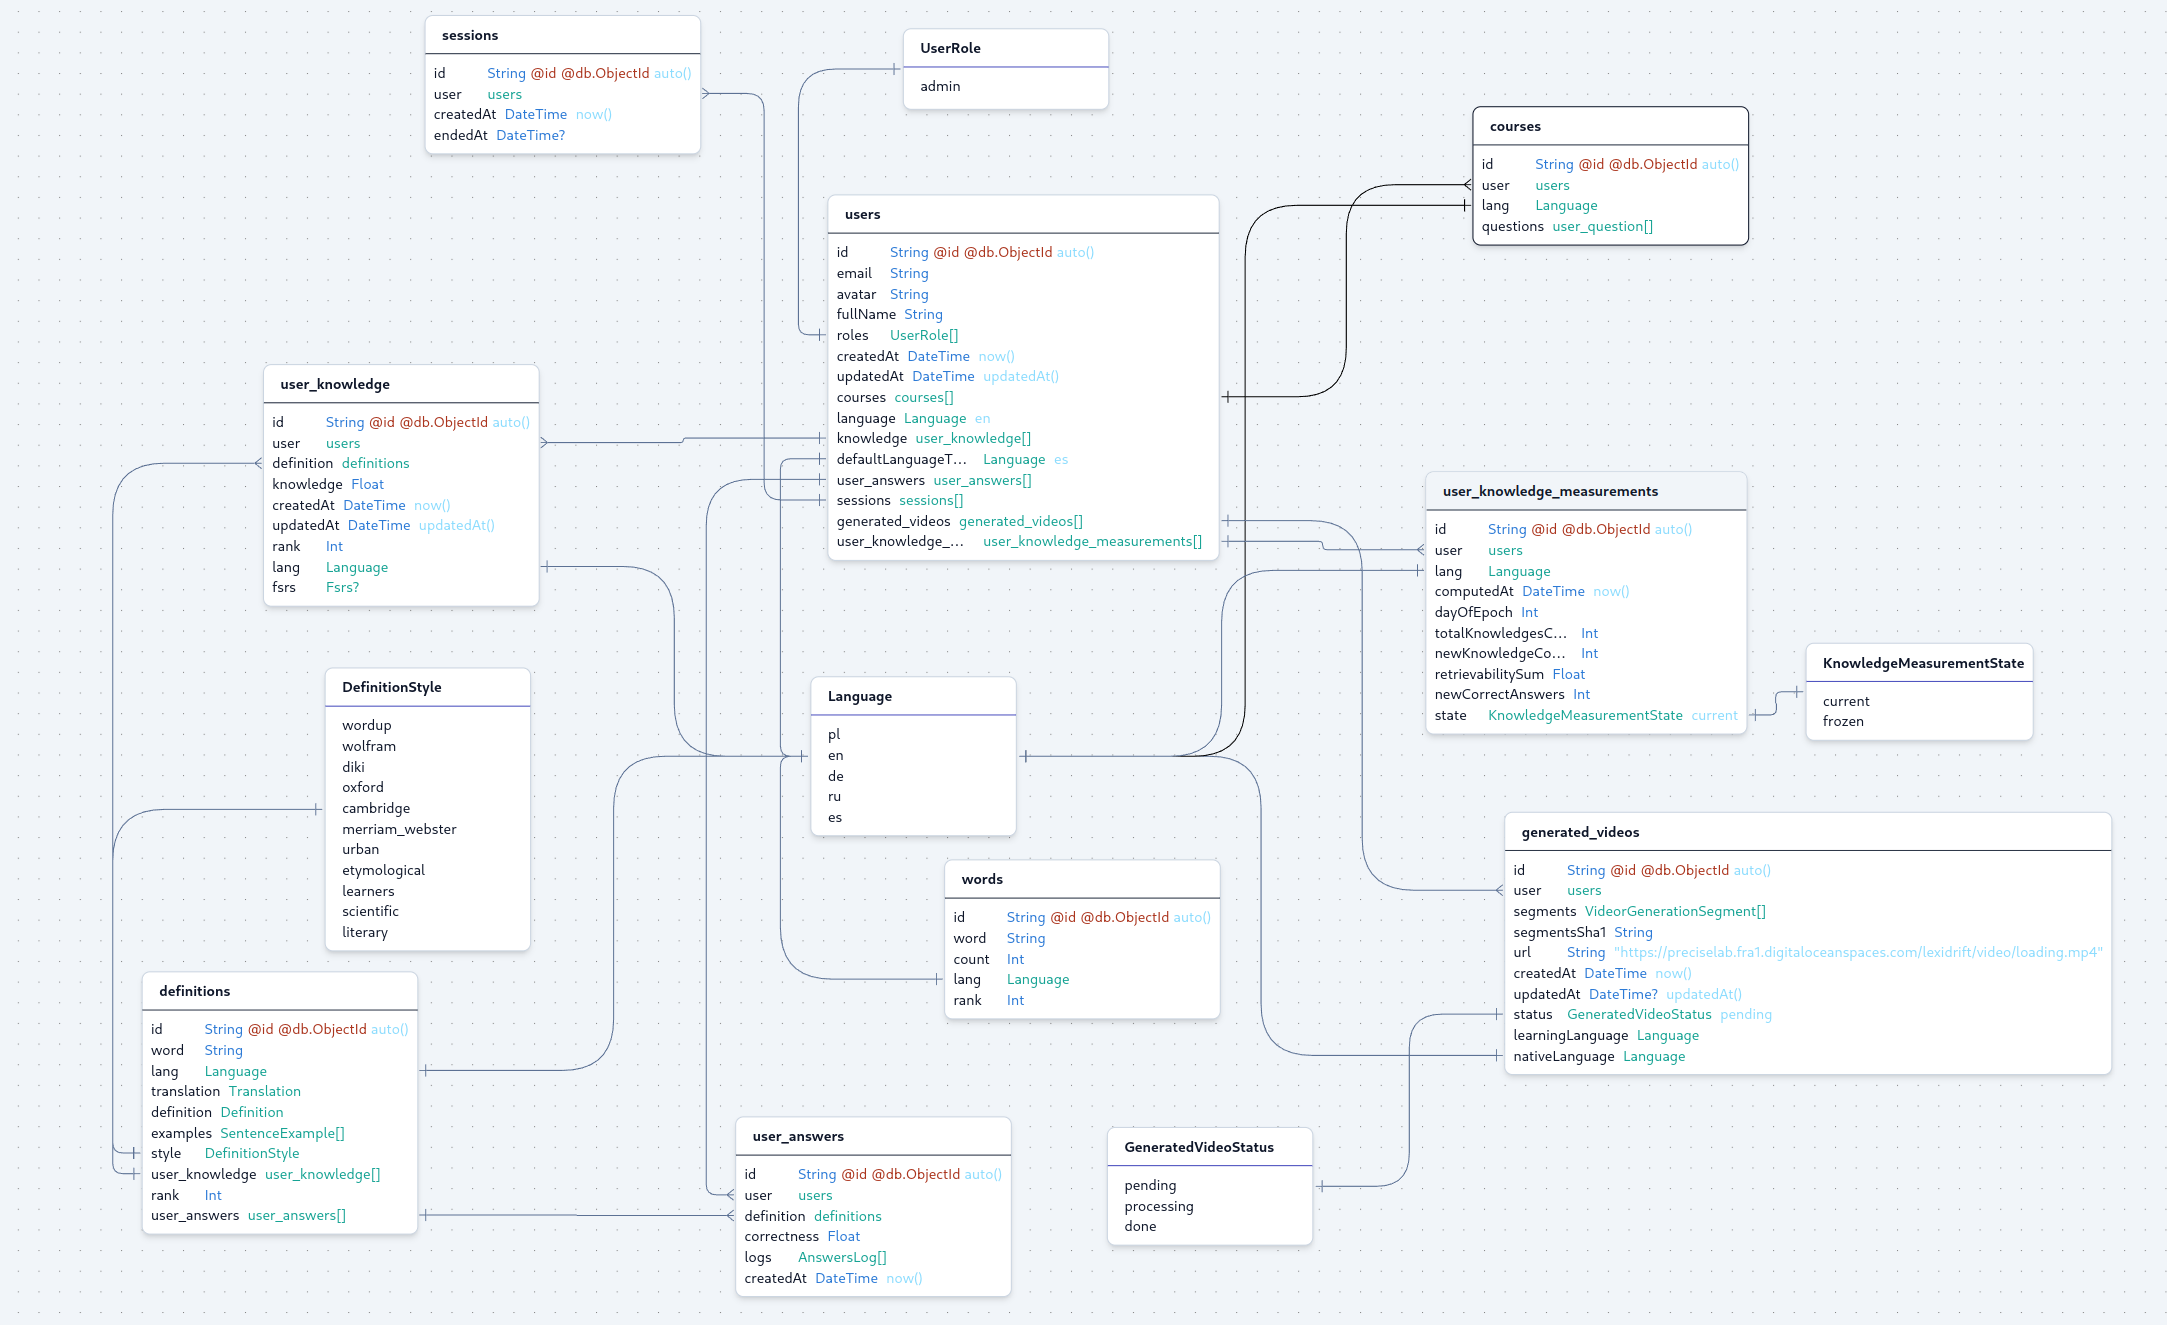 sessions
id String @id @db.ObjectId auto()
user users
createdAt DateTime now()
endedAt DateTime?
UserRole
admin
courses
id String @id @db.ObjectId auto()
user users
lang Language
questions user_question[]
users
id String @id @db.ObjectId auto()
email String
avatar String
fullName String
roles UserRole[]
createdAt DateTime now()
updatedAt DateTime updatedAt()
courses courses[]
language Language en
knowledge user_knowledge[]
defaultLanguageT... Language es
user_answers user_answers[]
sessions sessions[]
generated_videos generated_videos[]
user_knowledge_... user_knowledge_measurements[]
user_knowledge
id String @id @db.ObjectId auto()
user users
definition definitions
knowledge Float
createdAt DateTime now()
updatedAt DateTime updatedAt()
rank Int
lang Language
fsrs Fsrs?
user_knowledge_measurements
id String @id @db.ObjectId auto()
user users
lang Language
computedAt DateTime now()
dayOfEpoch Int
totalKnowledgesC... Int
newKnowledgeCo... Int
retrievabilitySum Float
newCorrectAnswers Int
state KnowledgeMeasurementState current
KnowledgeMeasurementState
current
frozen
DefinitionStyle
wordup
wolfram
diki
oxford
cambridge
merriam_webster
urban
etymological
learners
scientific
literary
Language
pl
en
de
ru
es
words
id String @id @db.ObjectId auto()
word String
count Int
lang Language
rank Int
generated_videos
id String @id @db.ObjectId auto()
user users
segments VideorGenerationSegment[]
segmentsSha1 String
url String "https://preciselab.fra1.digitaloceanspaces.com/lexidrift/video/loading.mp4"
createdAt DateTime now()
updatedAt DateTime? updatedAt()
status GeneratedVideoStatus pending
learningLanguage Language
nativeLanguage Language
definitions
id String @id @db.ObjectId auto()
word String
lang Language
translation Translation
definition Definition
examples SentenceExample[]
style DefinitionStyle
user_knowledge user_knowledge[]
rank Int
user_answers user_answers[]
user_answers
id String @id @db.ObjectId auto()
user users
definition definitions
correctness Float
logs AnswersLog[]
createdAt DateTime now()
GeneratedVideoStatus
pending
processing
done